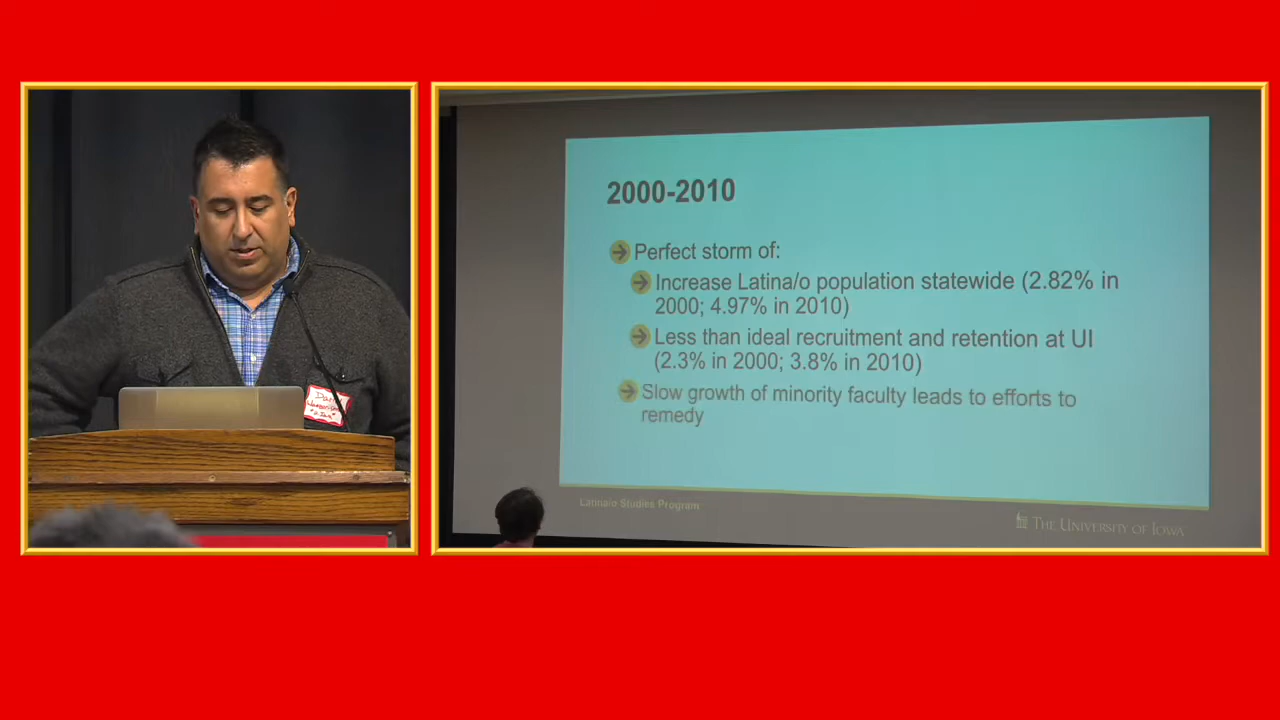 2000-2010
Perfect storm of:
Increase Latina/o population statewide (2.82% in
2000; 4.97% in 2010)
Less than ideal recruitment and retention at UI
(2.3% in 2000; 3.8% in 2010)
Slow growth of minority faculty leads to efforts to
remedy
Latina/o Studies Program
THE UNIVERSITY OF IOWA